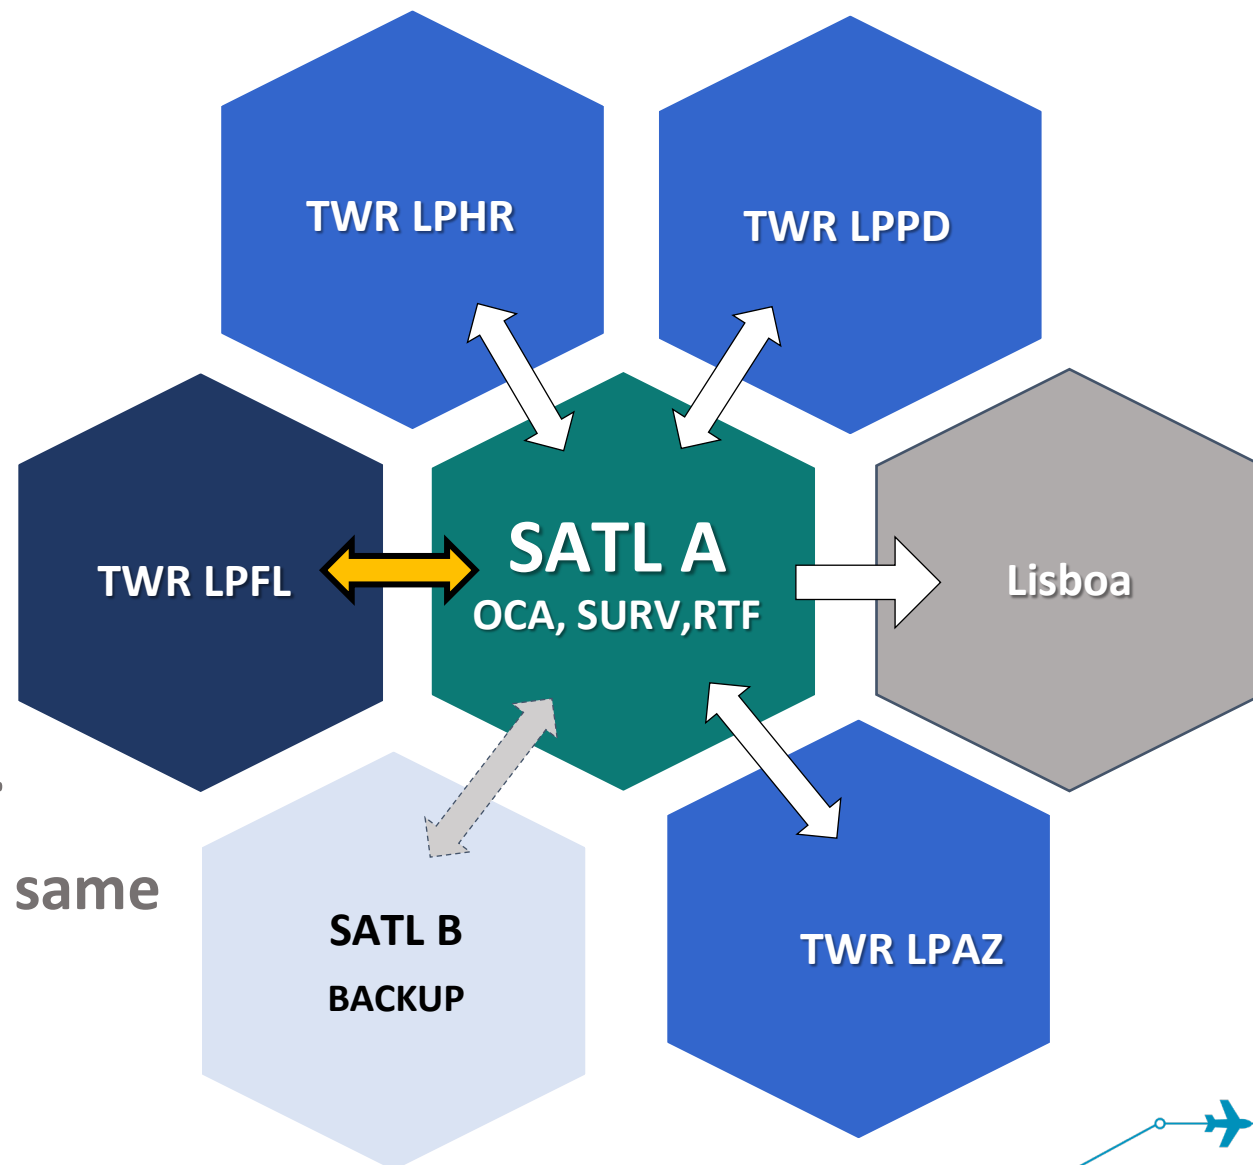 TWR LPHR
TWR LPPD
TWR LPFL
SATL A
OCA, SURV,RTF
Lisboa
same
SATL B
BACKUP
TWR LPAZ